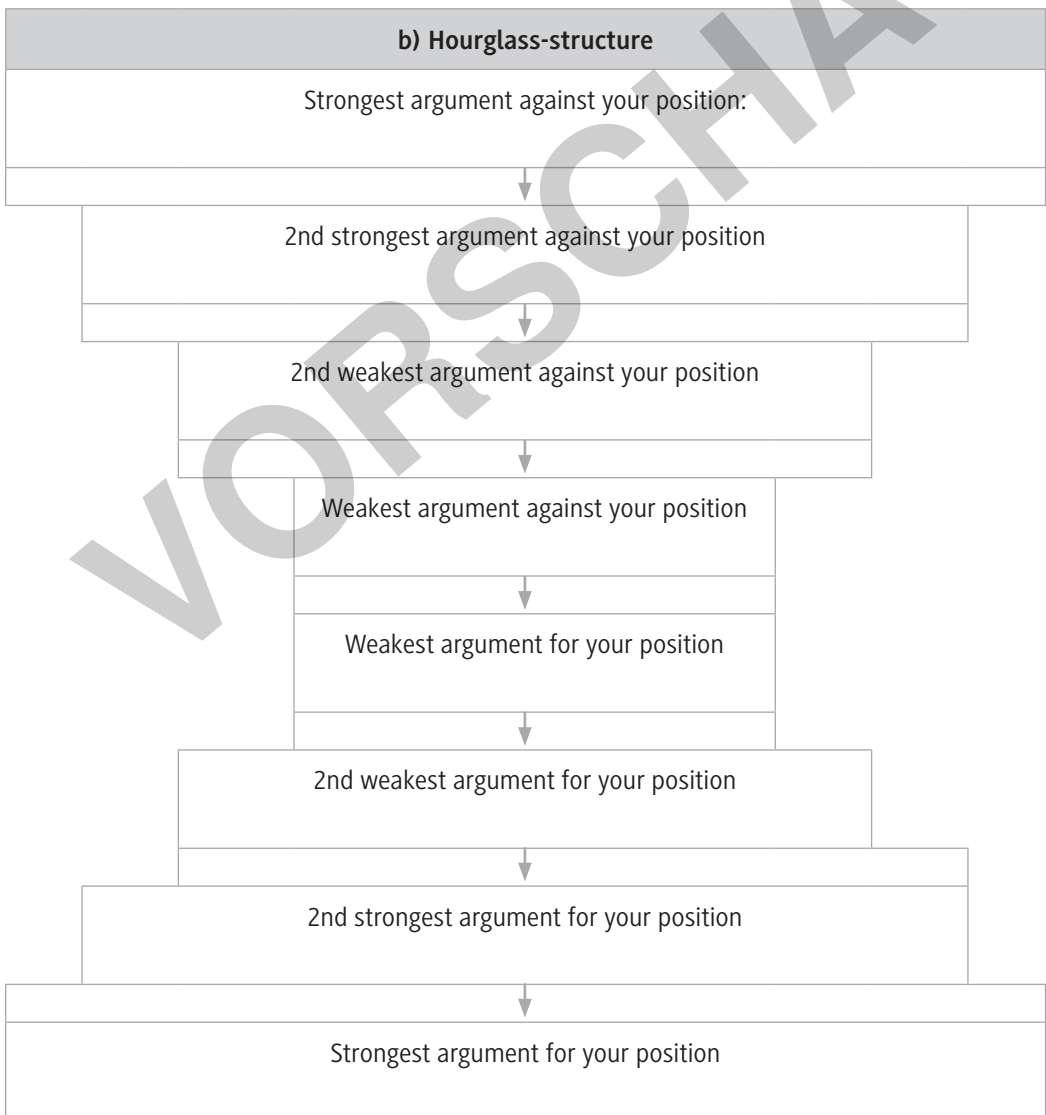 b) Hourglass-structure
Strongest argument against your position:
2nd strongest argument against your position
2nd weakest argument against your position
Weakest argument against your position
Weakest argument for your position
2nd weakest argument for your position
2nd strongest argument for your position
Strongest argument for your position
VORSCHA